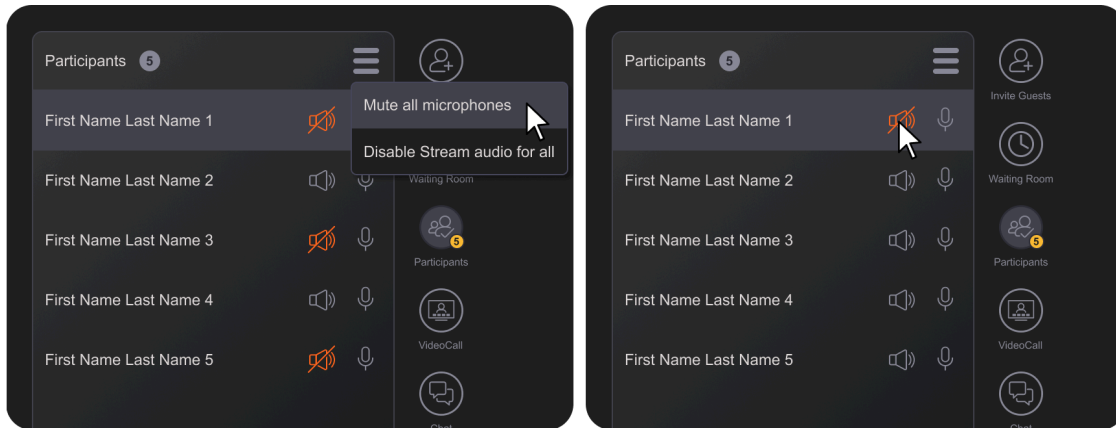 Participants 5
First Name Last Name 1
Mute all microphones
Disable Stream audio for all
First Name Last Name 2
Waiting Room
First Name Last Name 3
5
Participants
First Name Last Name 4
VideoCall
First Name Last Name 5
Chat
Participants 5
Invite Guests
First Name Last Name 1
First Name Last Name 2
Waiting Room
First Name Last Name 3
5
Participants
First Name Last Name 4
VideoCall
First Name Last Name 5
Chat